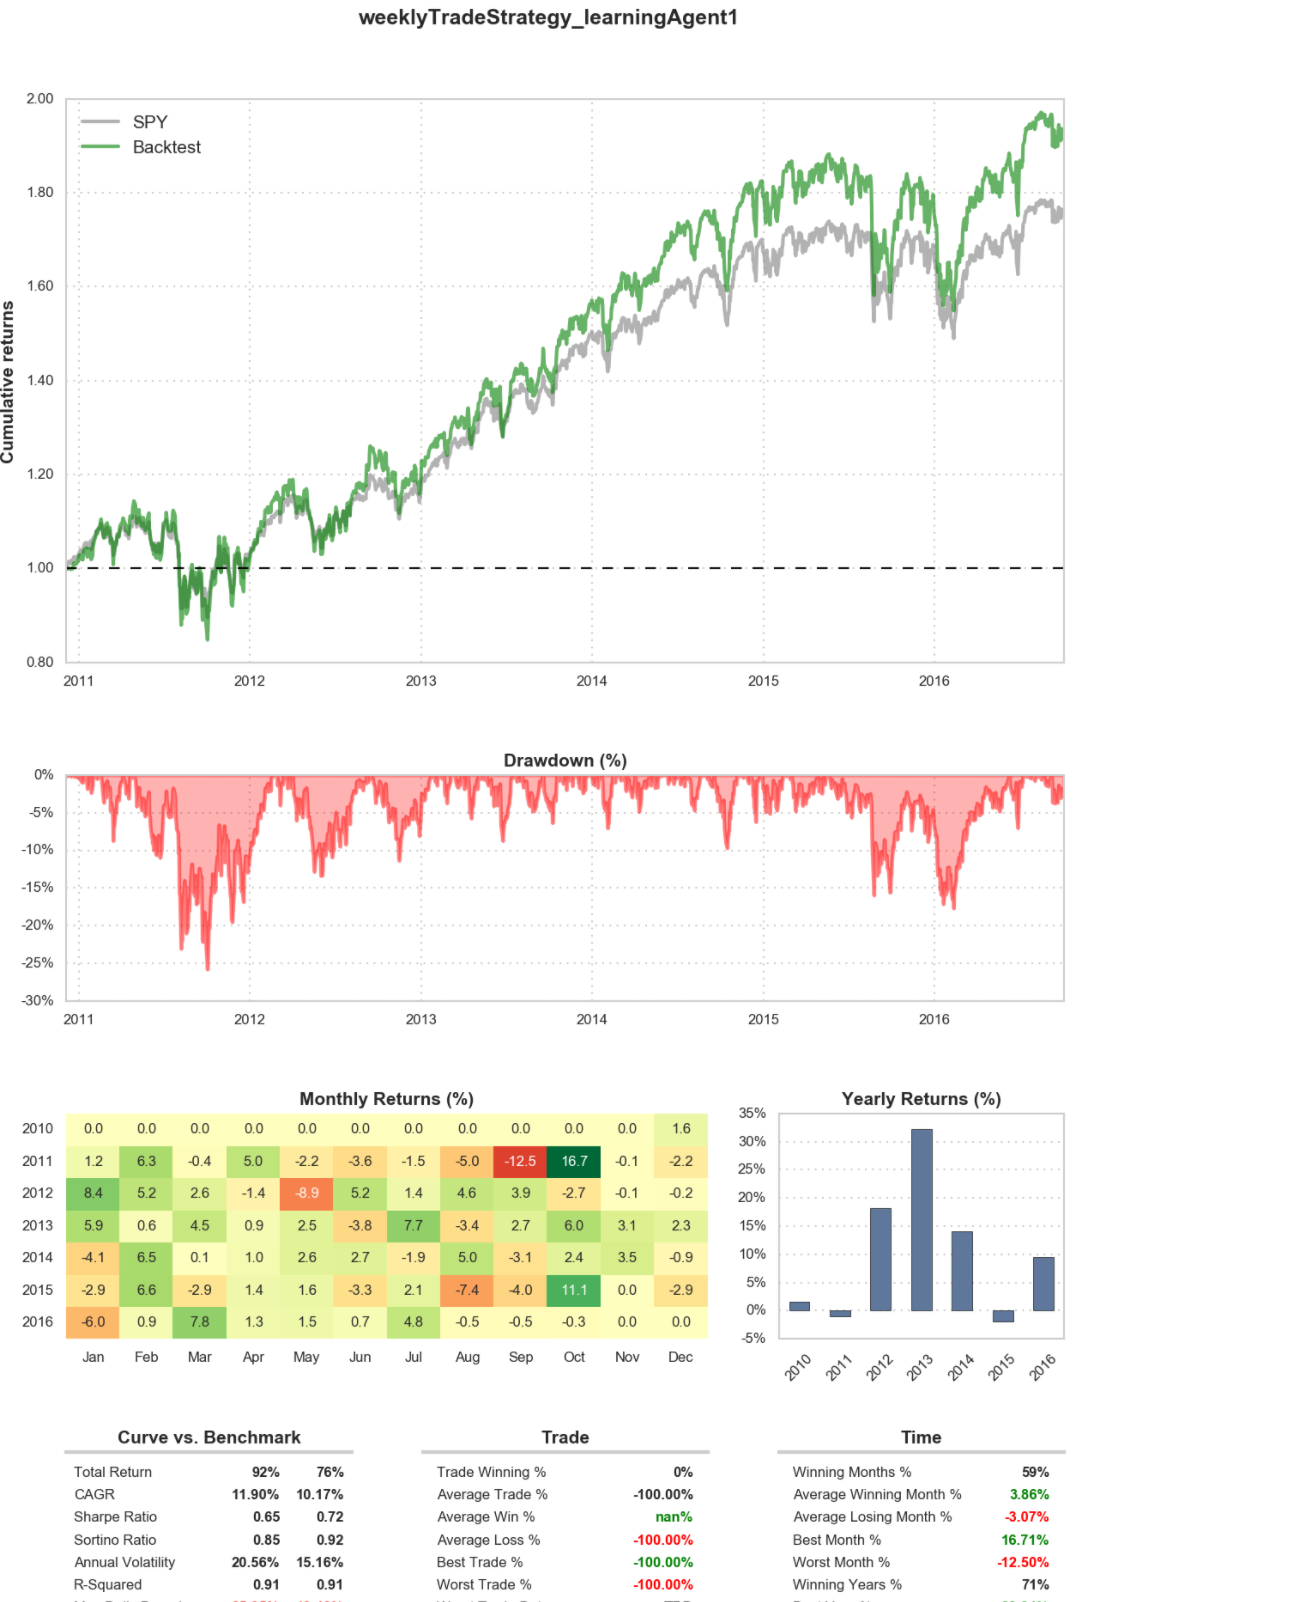 weeklyTradeStrategy_learningAgent1
2.00
SPY
Backtest
1.80
1.60
1.40
1.20
1.00
0.80
Cumulative returns
2011 2012 2013 2014 2015 2016
Drawdown (%)
0%
-5%
-10%
-15%
-20%
-25%
-30%
2011 2012 2013 2014 2015 2016
Monthly Returns (%)
2010 0.0 0.0 0.0 0.0 0.0 0.0 0.0 0.0 0.0 0.0 0.0 1.6
2011 1.2 6.3 -0.4 5.0 -2.2 -3.6 -1.5 -5.0 -12.5 16.7 -0.1 -2.2
2012 8.4 5.2 2.6 -1.4 -8.9 5.2 1.4 4.6 3.9 -2.7 -0.1 -0.2
2013 5.9 0.6 4.5 0.9 2.5 -3.8 7.7 -3.4 2.7 6.0 3.1 2.3
2014 -4.1 6.5 0.1 1.0 2.6 2.7 -1.9 5.0 -3.1 2.4 3.5 -0.9
2015 -2.9 6.6 -2.9 1.4 1.6 -3.3 2.1 -7.4 -4.0 11.1 0.0 -2.9
2016 -6.0 0.9 7.8 1.3 1.5 0.7 4.8 -0.5 -0.5 -0.3 0.0 0.0
Jan Feb Mar Apr May Jun Jul Aug Sep Oct Nov Dec
Yearly Returns (%)
35%
30%
25%
20%
15%
10%
5%
0%
-5%
2010 2011 2012 2013 2014 2015 2016
Curve vs. Benchmark
Total Return 92% 76%
CAGR 11.90% 10.17%
Sharpe Ratio 0.65 0.72
Sortino Ratio 0.85 0.92
Annual Volatility 20.56% 15.16%
R-Squared 0.91 0.91
Trade
Trade Winning % 0%
Average Trade % -100.00%
Average Win % nan%
Average Loss % -100.00%
Best Trade % -100.00%
Worst Trade % -100.00%
Time
Winning Months % 59%
Average Winning Month % 3.86%
Average Losing Month % -3.07%
Best Month % 16.71%
Worst Month % -12.50%
Winning Years % 71%